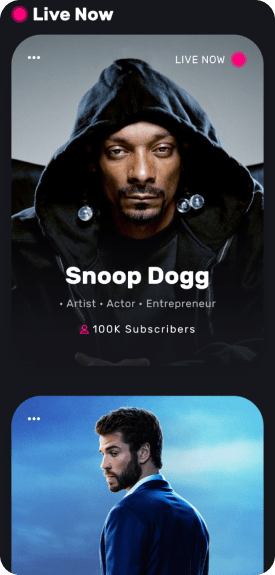 Live Now
LIVE NOW
Snoop Dogg
• Artist • Actor • Entrepreneur
100K Subscribers